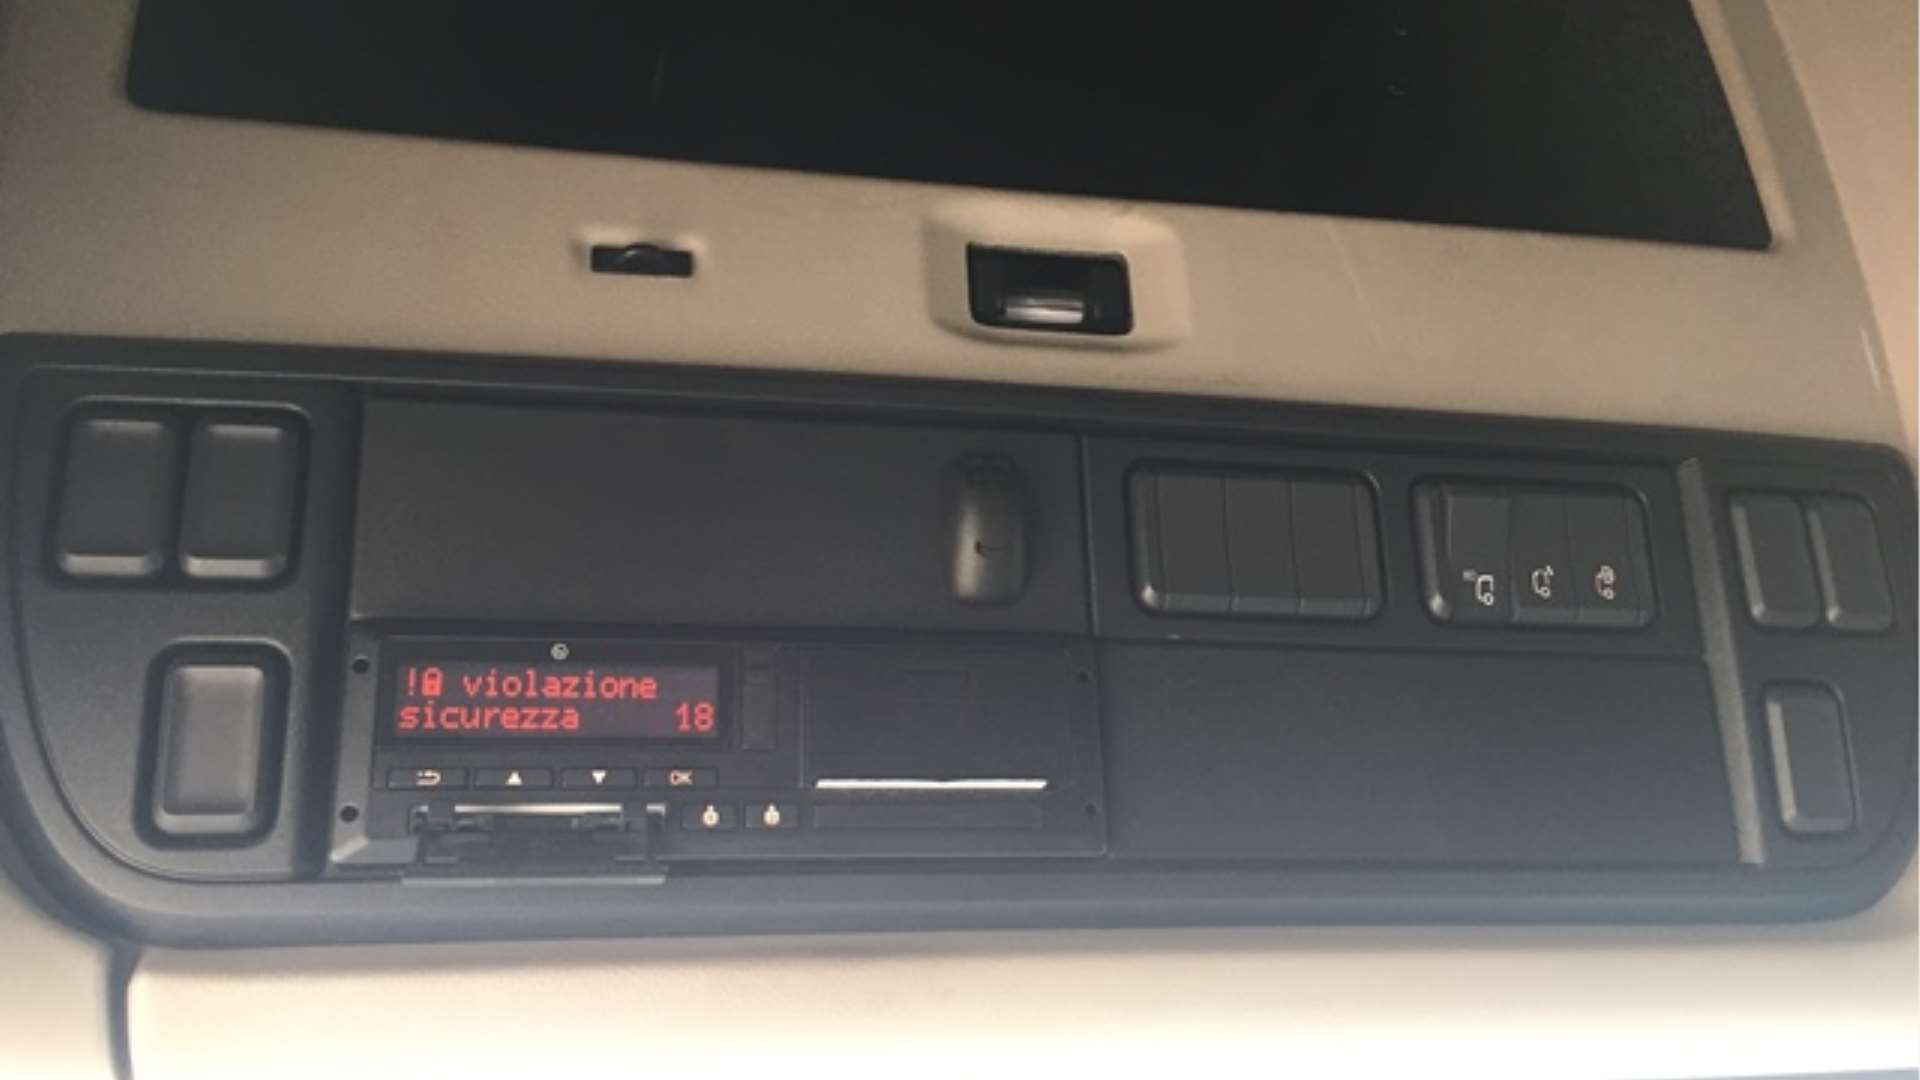 ! violazione
sicurezza 18
OK